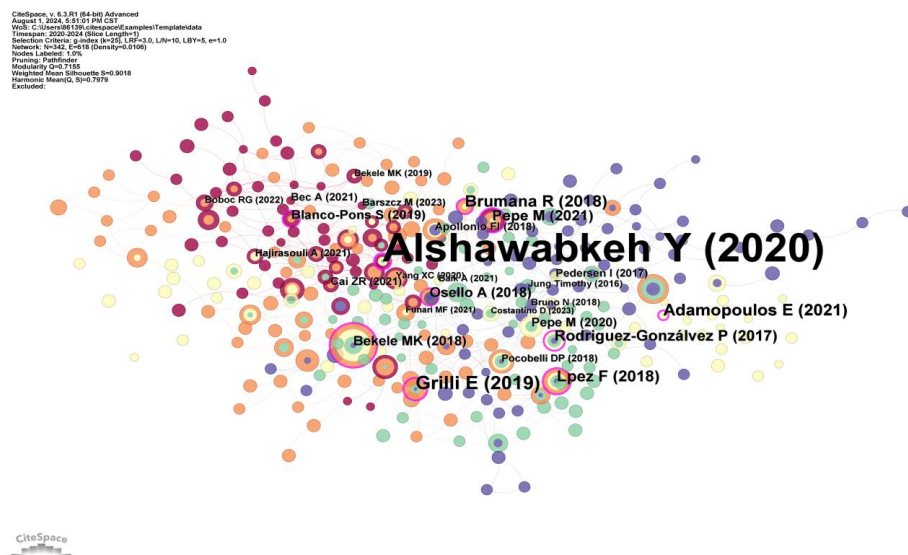 CiteSpace, v. 6.3.R1 (64-bit) Advanced
August 1, 2024, 5:51:01 PM CST
WoS: C:\Users\86139\.citespace\Examples\Template\data
Timespan: 2020-2024 (Slice Length=1)
Selection Criteria: g-index (k=25), LRF=3.0, L/N=10, LBY=5, e=1.0
Network: N=342, E=618 (Density=0.0106)
Nodes Labeled: 1.0%
Pruning: Pathfinder
Modularity Q=0.7155
Weighted Mean Silhouette S=0.9018
Harmonic Mean(Q, S)=0.7979
Excluded:
Bekele MK (2019)
Boboc RG (2022)
Bec A (2021)
Barszcz M (2023)
Brumana R (2018)
Blanco-Pons S (2019)
Pepe M (2021)
Apollonio FI (2018)
Alshawabkeh Y (2020)
Hajirasouli A (2021)
Yang XC (2020)
Baik A (2021)
Pedersen I (2017)
Cai ZR (2021)
Jung Timothy (2016)
Osello A (2018)
Bruno N (2018)
Funari MF (2021)
Costantino D (2023)
Adamopoulos E (2021)
Pepe M (2020)
Bekele MK (2018)
Rodriguez-Gonzálvez P (2017)
Pocobelli DP (2018)
Grilli E (2019)
Lpez F (2018)
CiteSpace